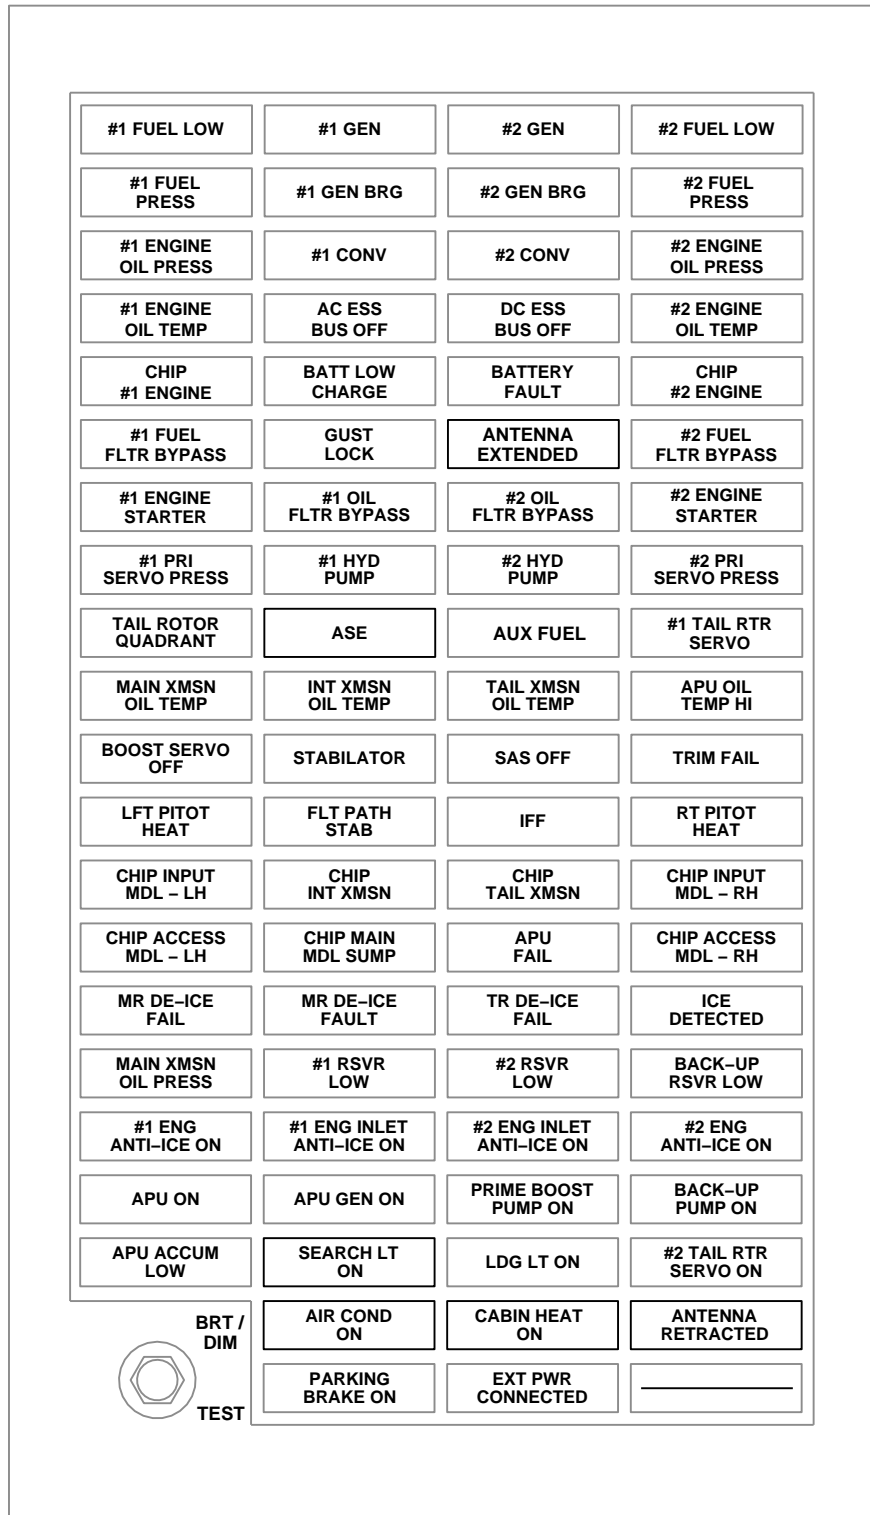 #1 FUEL LOW
#1 GEN
#2 GEN
#2 FUEL LOW
#1 FUEL
PRESS
#1 GEN BRG
#2 GEN BRG
#2 FUEL
PRESS
#1 ENGINE
OIL PRESS
#1 CONV
#2 CONV
#2 ENGINE
OIL PRESS
#1 ENGINE
OIL TEMP
AC ESS
BUS OFF
DC ESS
BUS OFF
#2 ENGINE
OIL TEMP
CHIP
#1 ENGINE
BATT LOW
CHARGE
BATTERY
FAULT
CHIP
#2 ENGINE
#1 FUEL
FLTR BYPASS
GUST
LOCK
ANTENNA
EXTENDED
#2 FUEL
FLTR BYPASS
#1 ENGINE
STARTER
#1 OIL
FLTR BYPASS
#2 OIL
FLTR BYPASS
#2 ENGINE
STARTER
#1 PRI
SERVO PRESS
#1 HYD
PUMP
#2 HYD
PUMP
#2 PRI
SERVO PRESS
TAIL ROTOR
QUADRANT
ASE
AUX FUEL
#1 TAIL RTR
SERVO
MAIN XMSN
OIL TEMP
INT XMSN
OIL TEMP
TAIL XMSN
OIL TEMP
APU OIL
TEMP HI
BOOST SERVO
OFF
STABILATOR
SAS OFF
TRIM FAIL
LFT PITOT
HEAT
FLT PATH
STAB
IFF
RT PITOT
HEAT
CHIP INPUT
MDL – LH
CHIP
INT XMSN
CHIP
TAIL XMSN
CHIP INPUT
MDL – RH
CHIP ACCESS
MDL – LH
CHIP MAIN
MDL SUMP
APU
FAIL
CHIP ACCESS
MDL – RH
MR DE–ICE
FAIL
MR DE–ICE
FAULT
TR DE–ICE
FAIL
ICE
DETECTED
MAIN XMSN
OIL PRESS
#1 RSVR
LOW
#2 RSVR
LOW
BACK–UP
RSVR LOW
#1 ENG
ANTI–ICE ON
#1 ENG INLET
ANTI–ICE ON
#2 ENG INLET
ANTI–ICE ON
#2 ENG
ANTI–ICE ON
APU ON
APU GEN ON
PRIME BOOST
PUMP ON
BACK–UP
PUMP ON
APU ACCUM
LOW
SEARCH LT
ON
LDG LT ON
#2 TAIL RTR
SERVO ON
BRT /
DIM
AIR COND
ON
CABIN HEAT
ON
ANTENNA
RETRACTED
TEST
PARKING
BRAKE ON
EXT PWR
CONNECTED